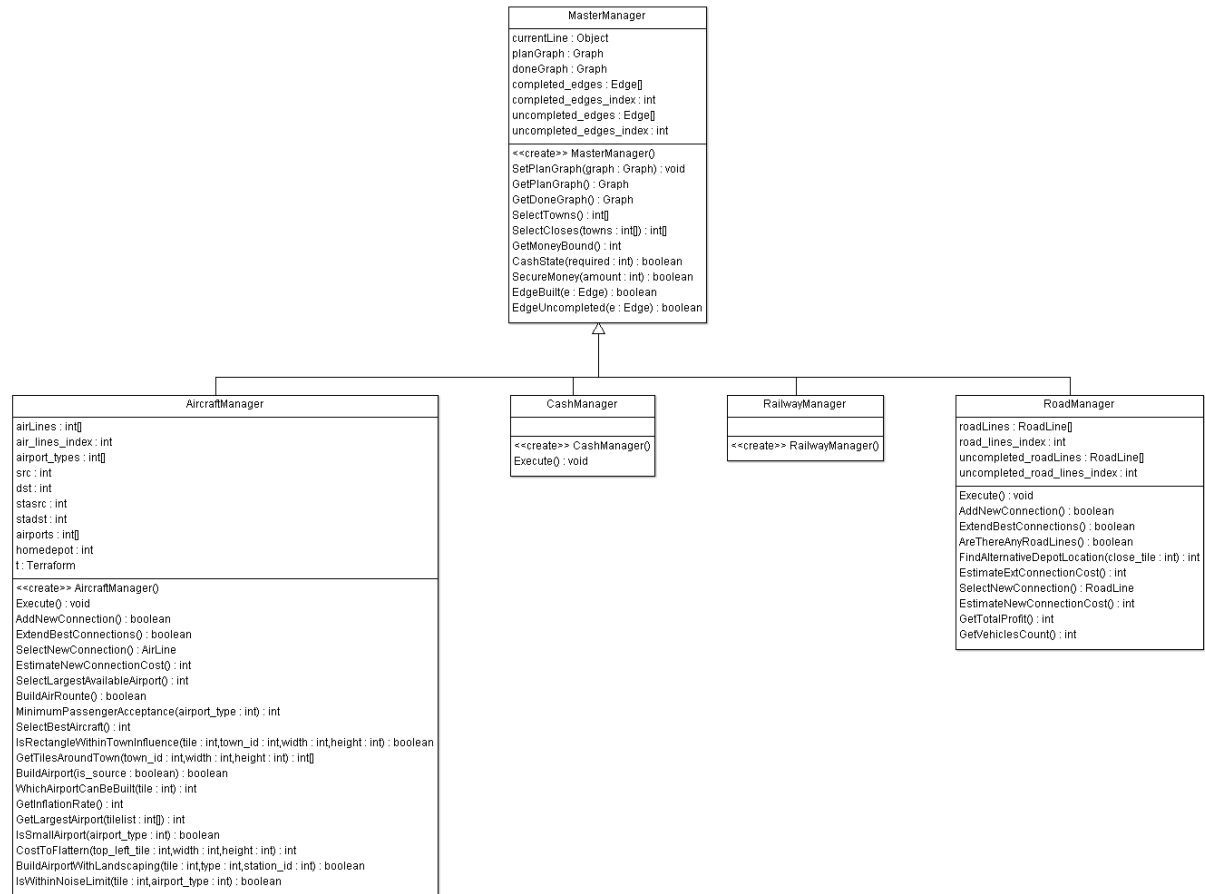 MasterManager
currentLine : Object
planGraph : Graph
doneGraph : Graph
completed_edges : Edge[]
completed_edges_index : int
uncompleted_edges : Edge[]
uncompleted_edges_index : int
<<create>> MasterManager()
SetPlanGraph(graph : Graph) : void
GetPlanGraph() : Graph
GetDoneGraph() : Graph
SelectTowns() : int[]
SelectCloses(towns : int[]) : int[]
GetMoneyBound() : int
CashState(required : int) : boolean
SecureMoney(amount : int) : boolean
EdgeBuilt(e : Edge) : boolean
EdgeUncompleted(e : Edge) : boolean
AircraftManager
airLines : int[]
air_lines_index : int
airport_types : int[]
src : int
dst : int
stasrc : int
stadst : int
airports : int[]
homedepot : int
t : Terraform
<<create>> AircraftManager()
Execute() : void
AddNewConnection() : boolean
ExtendBestConnections() : boolean
SelectNewConnection() : AirLine
EstimateNewConnectionCost() : int
SelectLargestAvailableAirport() : int
BuildAirRounte() : boolean
MinimumPassengerAcceptance(airport_type : int) : int
SelectBestAircraft() : int
IsRectangleWithinTownInfluence(tile : int,town_id : int,width : int,height : int) : boolean
GetTilesAroundTown(town_id : int,width : int,height : int) : int[]
BuildAirport(is_source : boolean) : boolean
WhichAirportCanBeBuilt(tile : int) : int
GetInflationRate() : int
GetLargestAirport(tilelist : int[]) : int
IsSmallAirport(airport_type : int) : boolean
CostToFlattern(top_left_tile : int,width : int,height : int) : int
BuildAirportWithLandscaping(tile : int,type : int,station_id : int) : boolean
IsWithinNoiseLimit(tile : int,airport_type : int) : boolean
CashManager
<<create>> CashManager()
Execute() : void
RailwayManager
<<create>> RailwayManager()
RoadManager
roadLines : RoadLine[]
road_lines_index : int
uncompleted_roadLines : RoadLine[]
uncompleted_road_lines_index : int
Execute() : void
AddNewConnection() : boolean
ExtendBestConnections() : boolean
AreThereAnyRoadLines() : boolean
FindAlternativeDepotLocation(close_tile : int) : int
EstimateExtConnectionCost() : int
SelectNewConnection() : RoadLine
EstimateNewConnectionCost() : int
GetTotalProfit() : int
GetVehiclesCount() : int